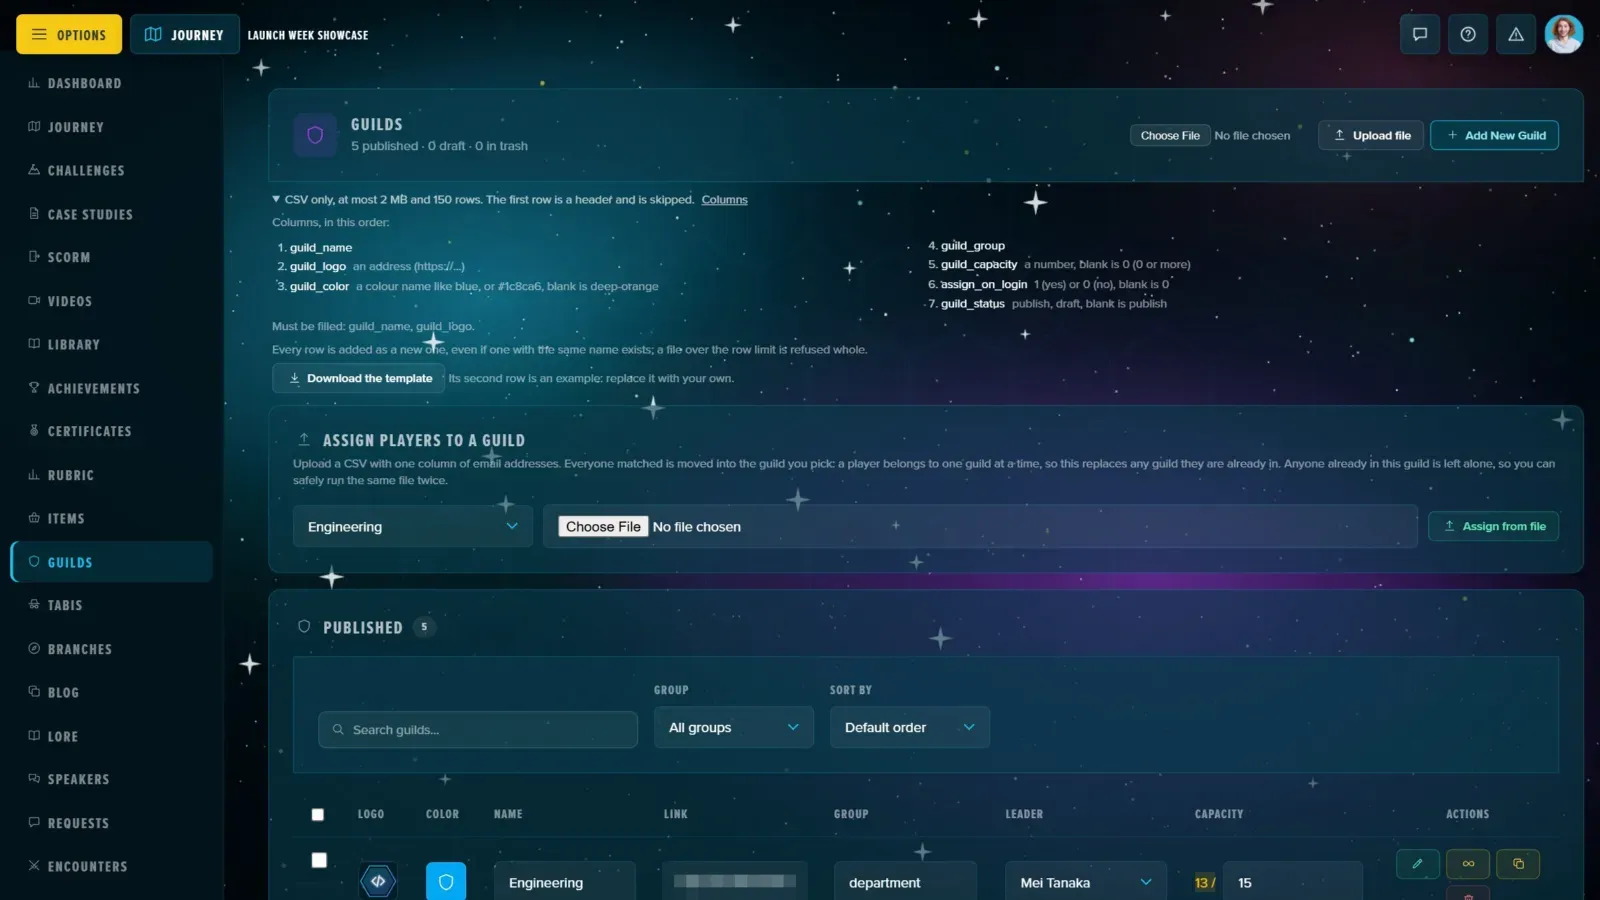 OPTIONS
JOURNEY
LAUNCH WEEK SHOWCASE
DASHBOARD
JOURNEY
CHALLENGES
CASE STUDIES
SCORM
VIDEOS
LIBRARY
ACHIEVEMENTS
CERTIFICATES
RUBRIC
ITEMS
GUILDS
TABIS
BRANCHES
BLOG
LORE
SPEAKERS
REQUESTS
ENCOUNTERS
GUILDS
5 published · 0 draft · 0 in trash
Choose File No file chosen
Upload file
+ Add New Guild
▼ CSV only, at most 2 MB and 150 rows. The first row is a header and is skipped. Columns
Columns, in this order:
1. guild_name
2. guild_logo an address (https://...)
3. guild_color a colour name like blue, or #1c8ca6, blank is deep-orange
4. guild_group
5. guild_capacity a number, blank is 0 (0 or more)
6. assign_on_login 1 (yes) or 0 (no), blank is 0
7. guild_status publish, draft, blank is publish
Must be filled: guild_name, guild_logo.
Every row is added as a new one, even if one with the same name exists; a file over the row limit is refused whole.
Download the template Its second row is an example: replace it with your own.
ASSIGN PLAYERS TO A GUILD
Upload a CSV with one column of email addresses. Everyone matched is moved into the guild you pick: a player belongs to one guild at a time, so this replaces any guild they are already in. Anyone already in this guild is left alone, so you can
safely run the same file twice.
Engineering
Choose File No file chosen
Assign from file
PUBLISHED 5
GROUP
SORT BY
Search guilds...
All groups
Default order
LOGO COLOR NAME LINK GROUP LEADER CAPACITY ACTIONS
Engineering
department
Mei Tanaka
13 / 15